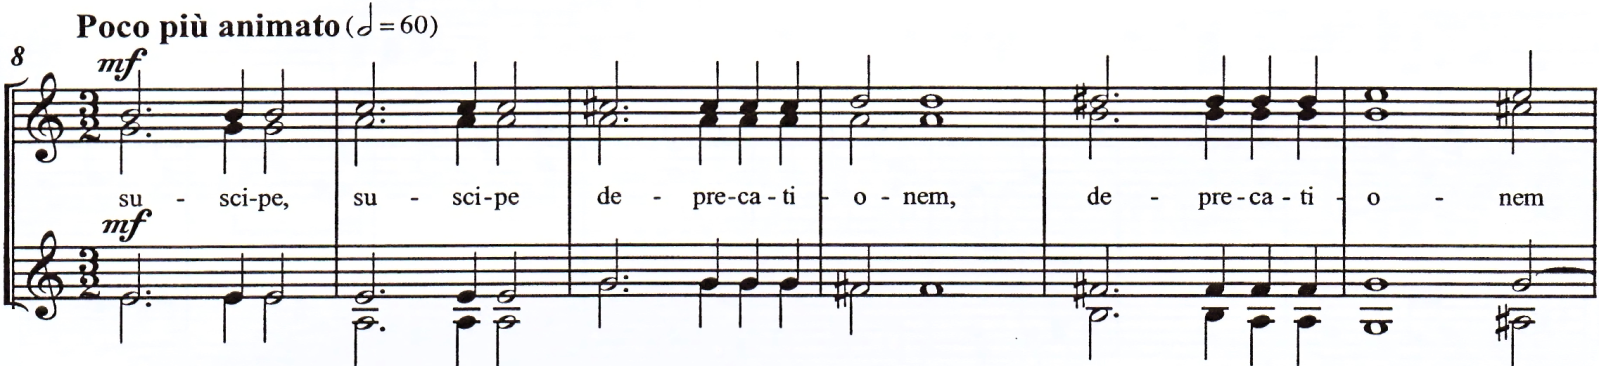 Poco più animato (𝅗𝅥 = 60)
8
mf
su - sci-pe, su - sci-pe de - pre-ca-ti - o - nem, de - pre-ca-ti - o - nem
mf